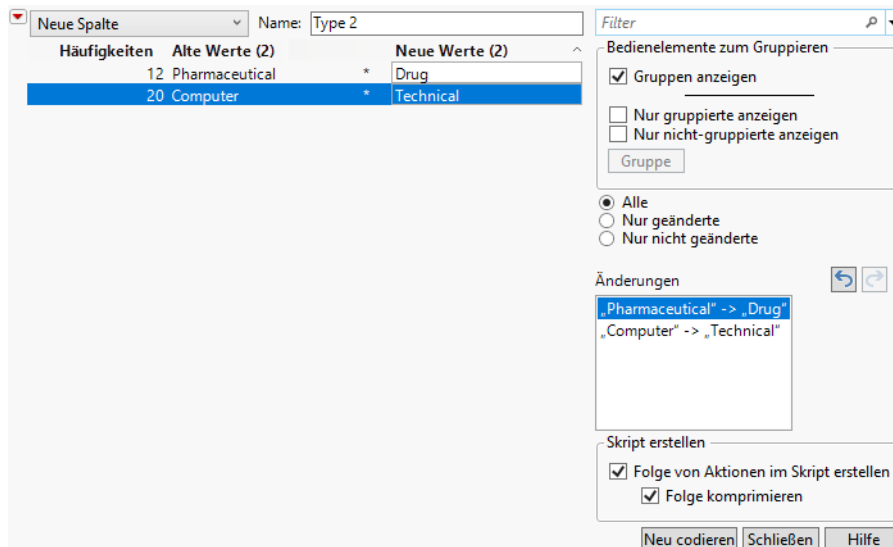 Neue Spalte Name: Type 2 Filter
Häufigkeiten Alte Werte (2) Neue Werte (2)
12 Pharmaceutical * Drug
20 Computer * Technical
Bedienelemente zum Gruppieren
Gruppen anzeigen
Nur gruppierte anzeigen
Nur nicht-gruppierte anzeigen
Gruppe
Alle
Nur geänderte
Nur nicht geänderte
Änderungen
„Pharmaceutical“ -> „Drug“
„Computer“ -> „Technical“
Skript erstellen
Folge von Aktionen im Skript erstellen
Folge komprimieren
Neu codieren Schließen Hilfe